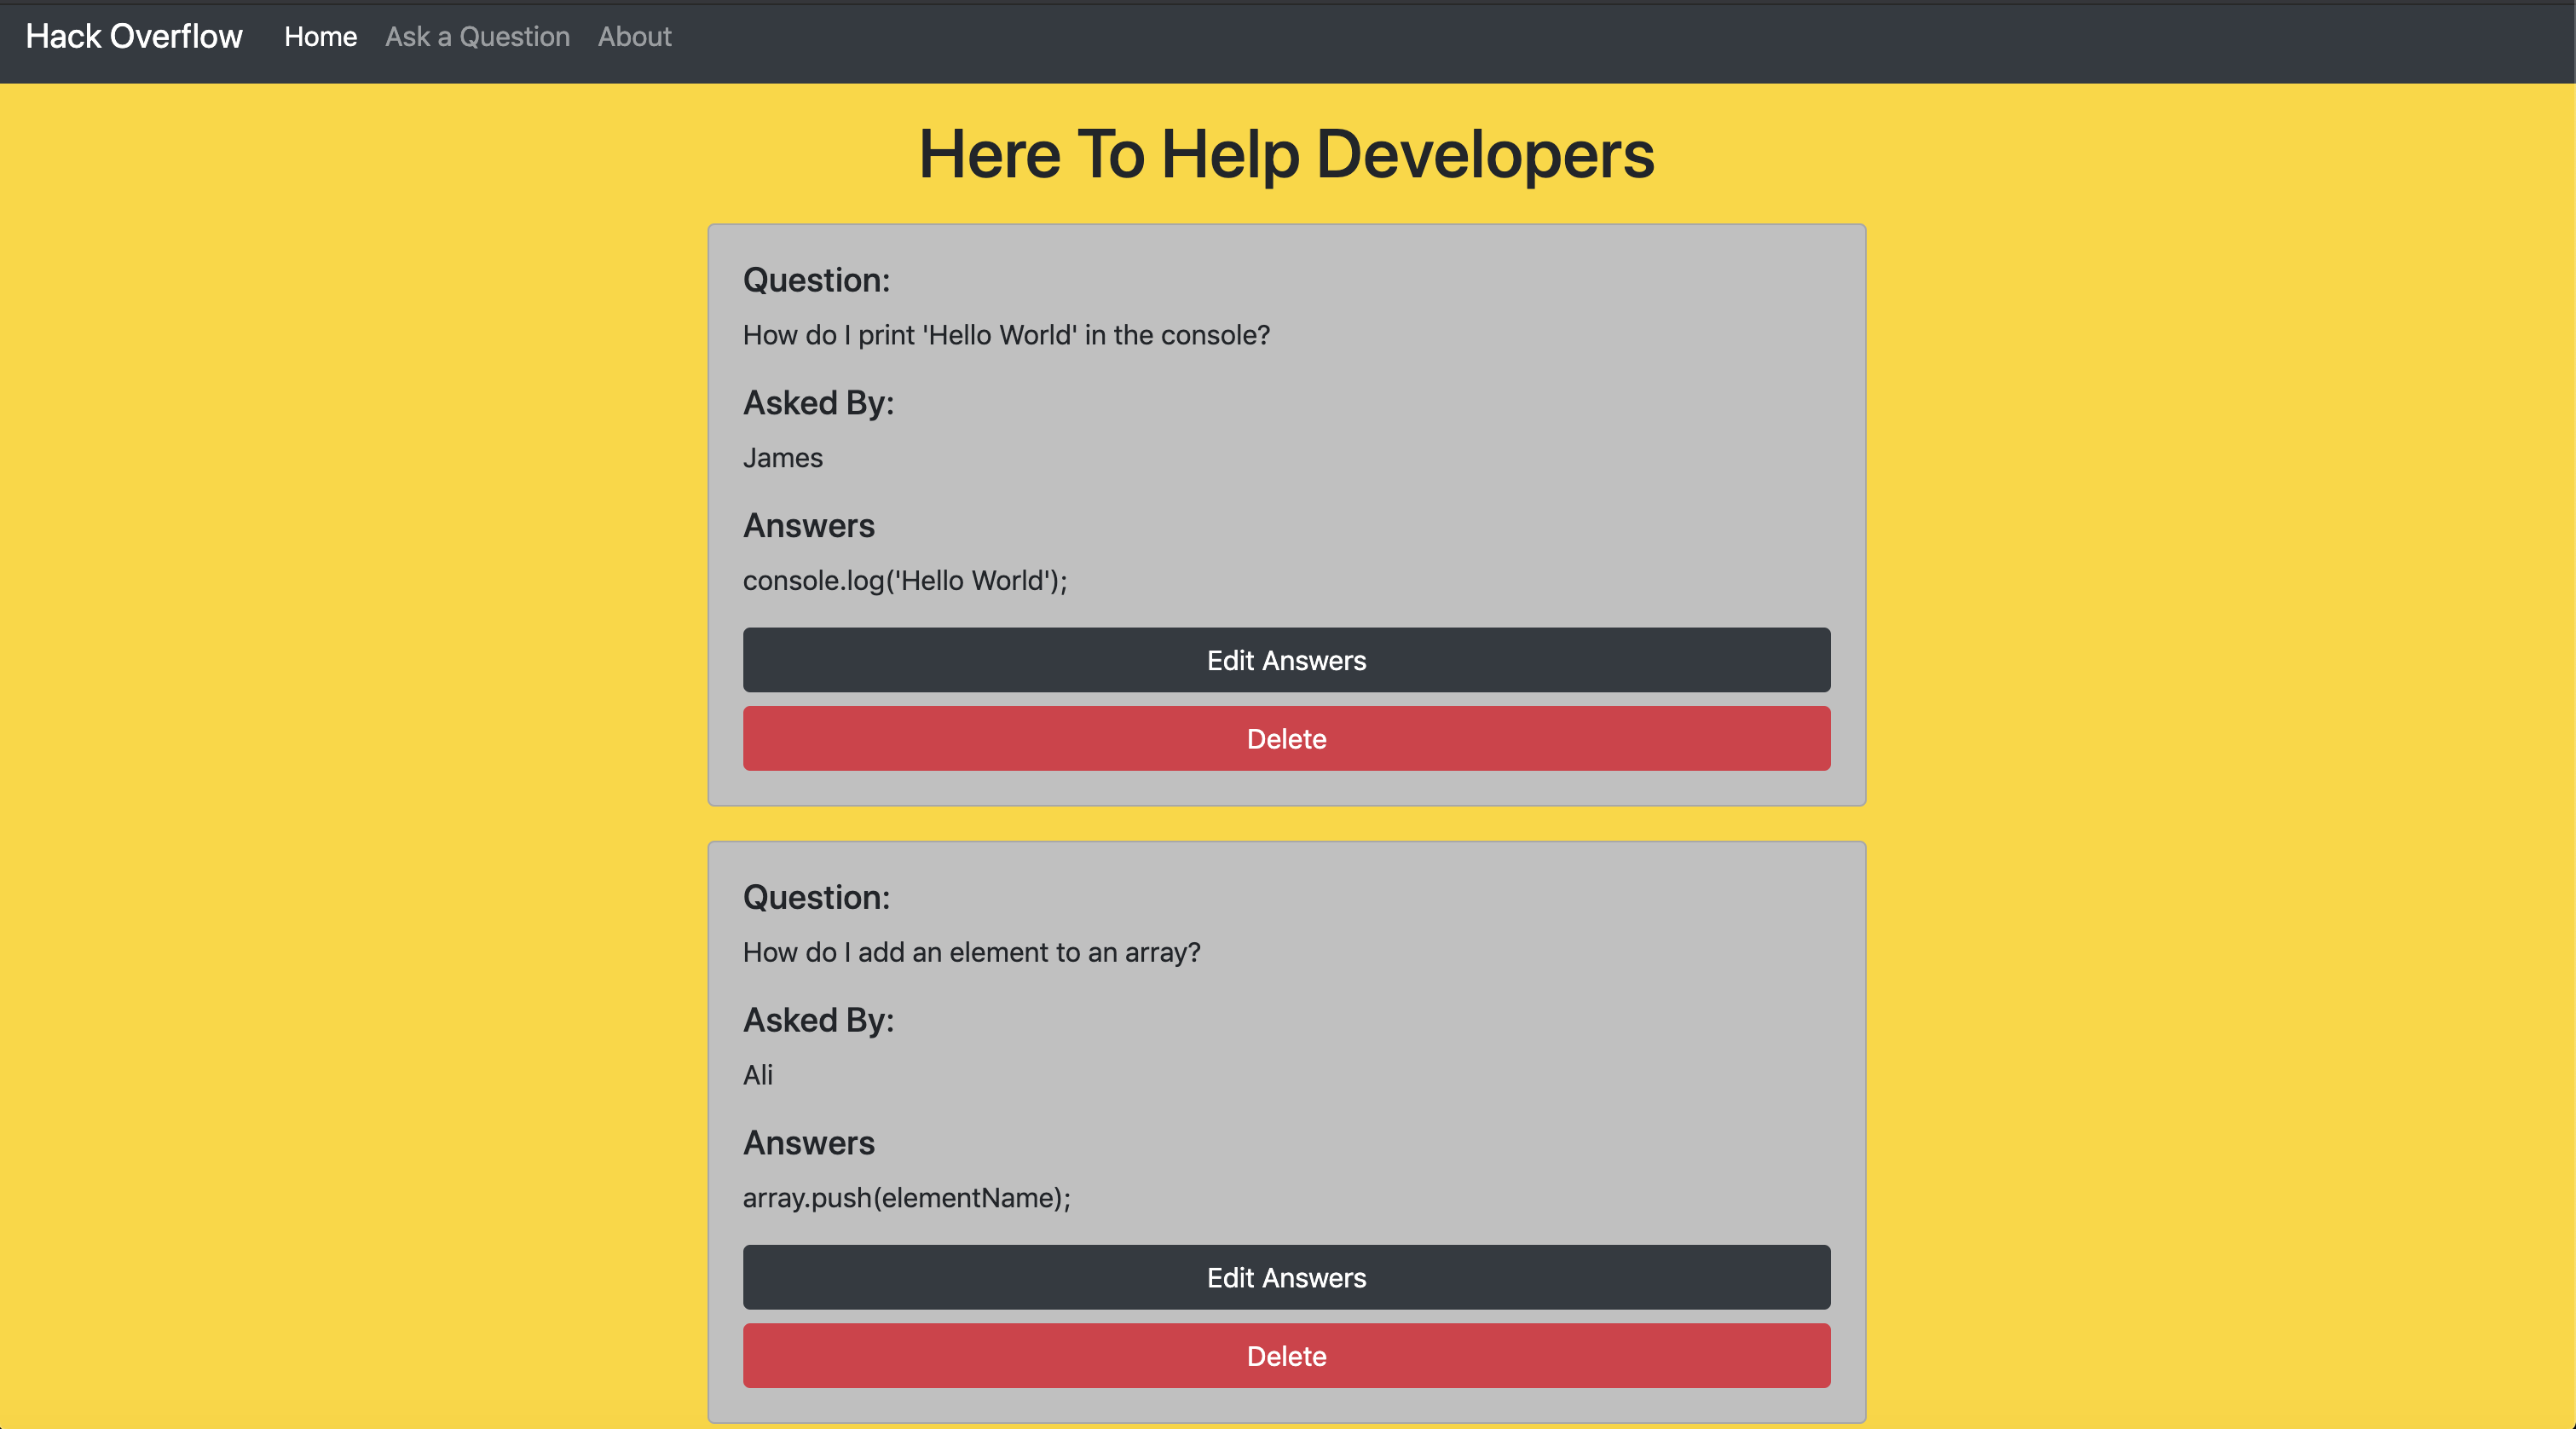 Hack Overflow Home Ask a Question About
Here To Help Developers
Question:
How do I print 'Hello World' in the console?
Asked By:
James
Answers
console.log('Hello World');
Edit Answers
Delete
Question:
How do I add an element to an array?
Asked By:
Ali
Answers
array.push(elementName);
Edit Answers
Delete